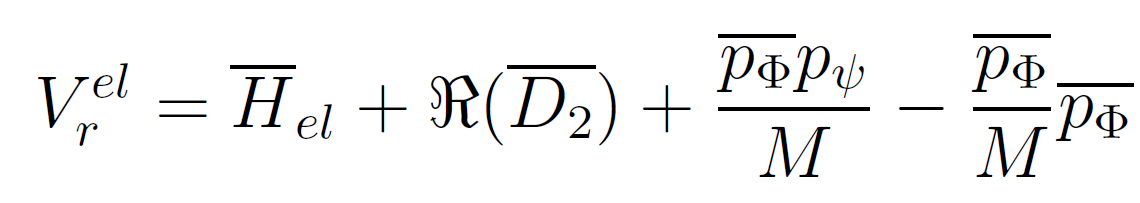 $V_r^{el} = \overline{H}_{el} + \Re(\overline{D_2}) + \frac{\overline{p_\Phi} p_\psi}{M} - \frac{\overline{p_\Phi}}{M} \overline{p_\Phi}$